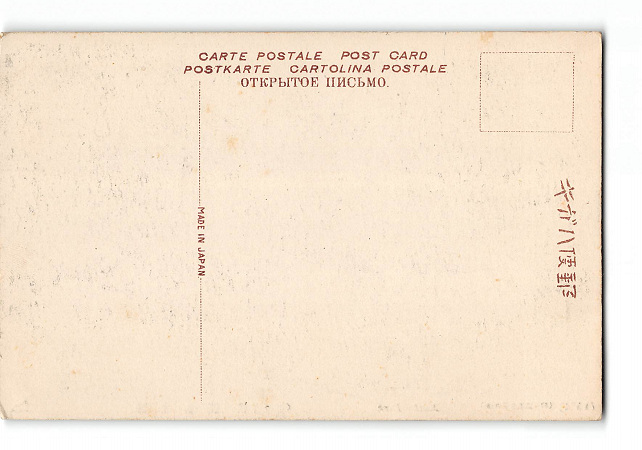 CARTE POSTALE POST CARD
POSTKARTE CARTOLINA POSTALE
ОТКРЫТОЕ ПИСЬМО.
MADE IN JAPAN
郵便ハガキ